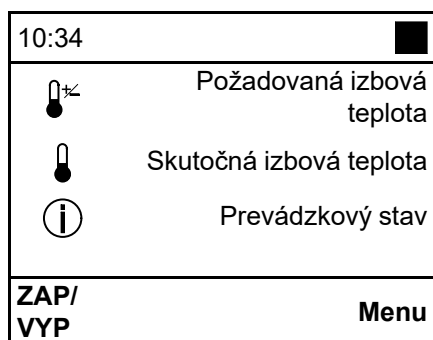 10:34
Požadovaná izbová
teplota
Skutočná izbová teplota
Prevádzkový stav
ZAP/
VYP
Menu